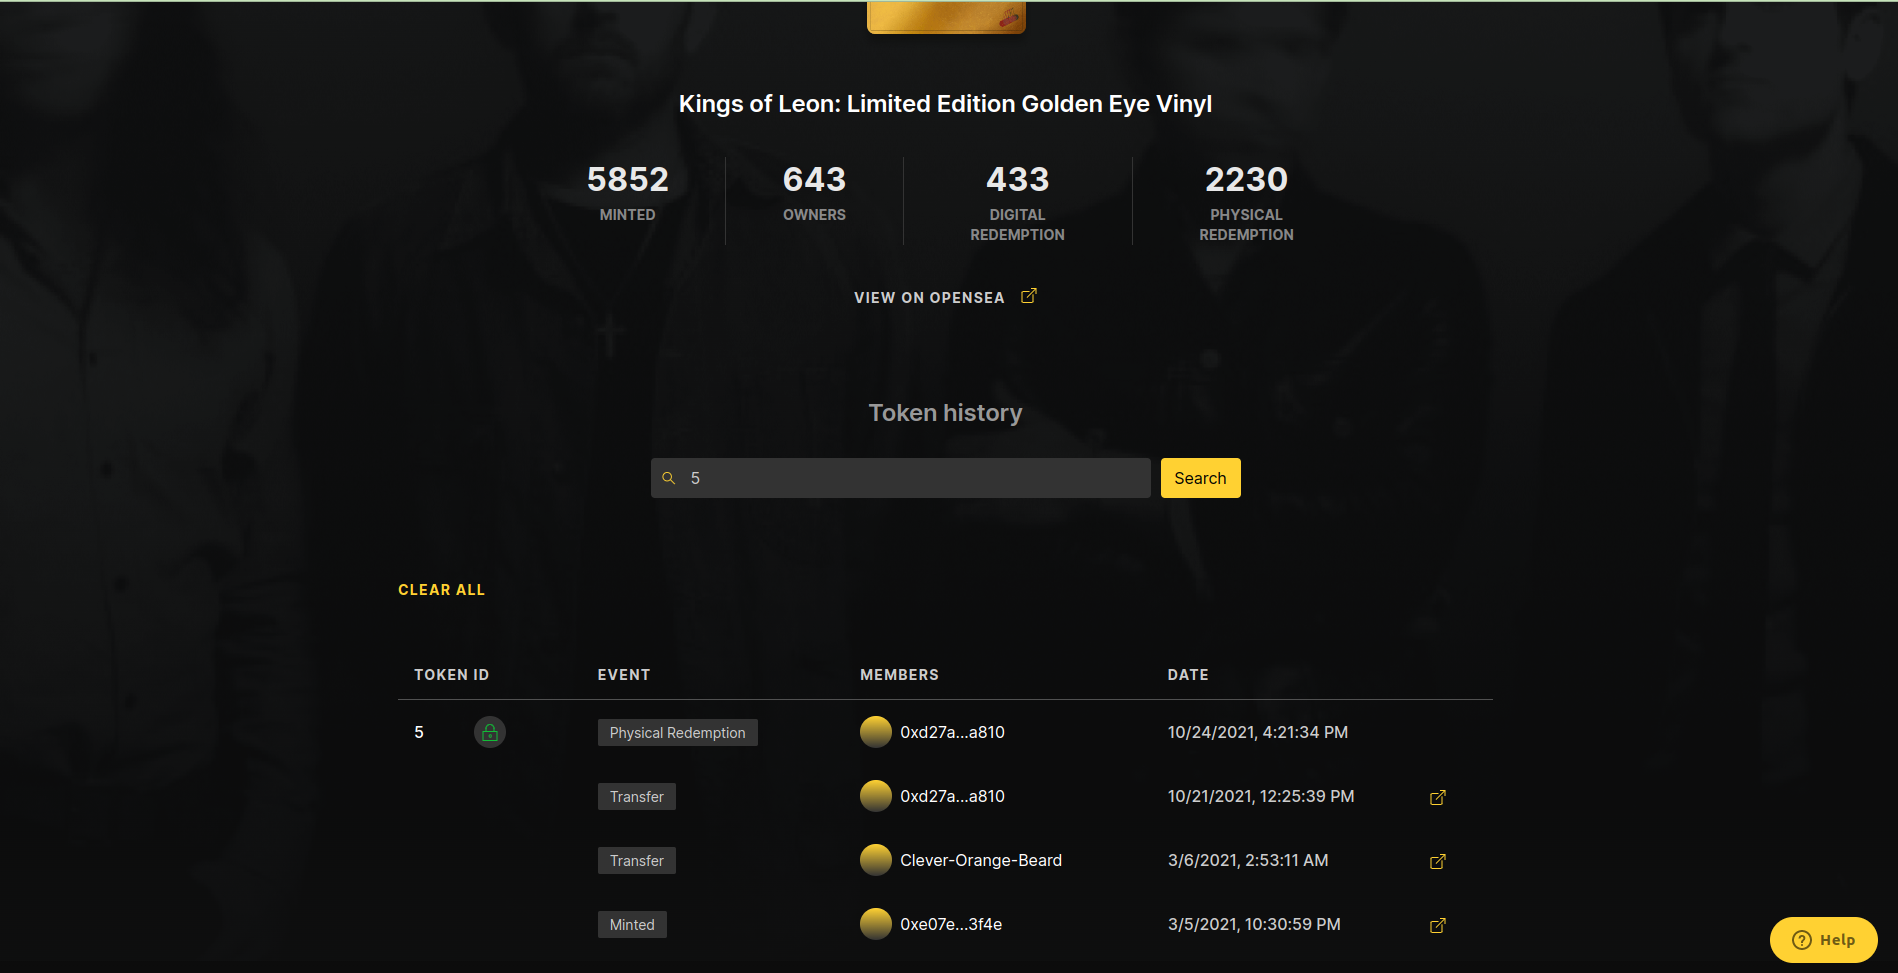 Kings of Leon: Limited Edition Golden Eye Vinyl
5852
MINTED
643
OWNERS
433
DIGITAL
REDEMPTION
2230
PHYSICAL
REDEMPTION
VIEW ON OPENSEA
Token history
5
Search
CLEAR ALL
TOKEN ID EVENT MEMBERS DATE
5 Physical Redemption 0xd27a...a810 10/24/2021, 4:21:34 PM
Transfer 0xd27a...a810 10/21/2021, 12:25:39 PM
Transfer Clever-Orange-Beard 3/6/2021, 2:53:11 AM
Minted 0xe07e...3f4e 3/5/2021, 10:30:59 PM
Help